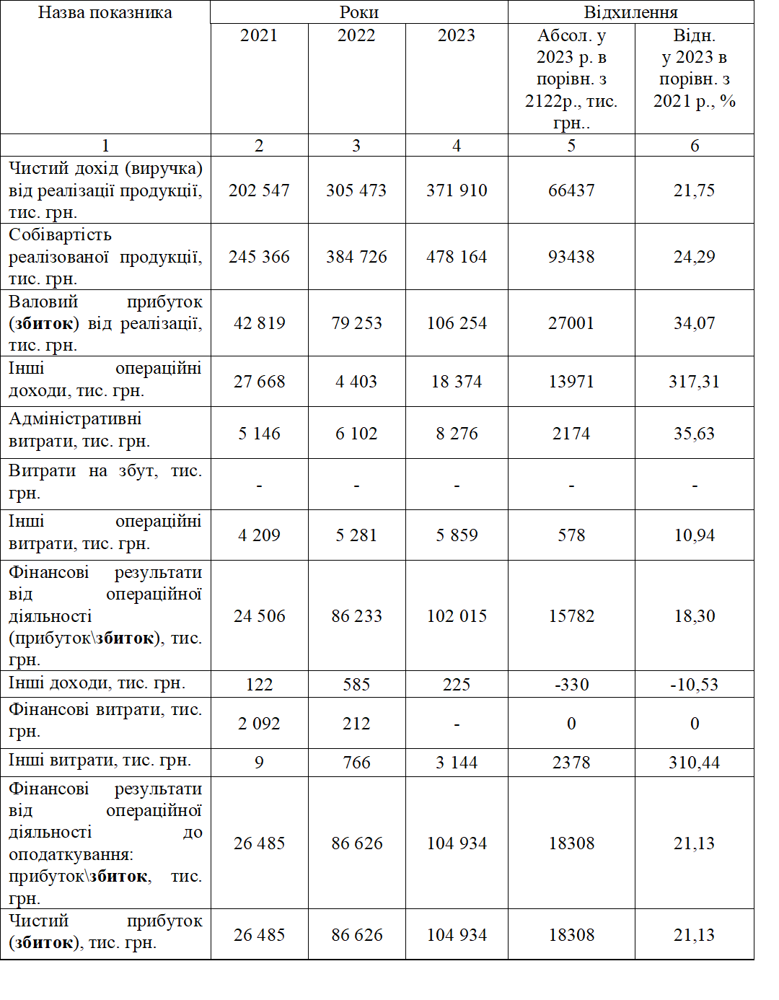 Назва показника
Роки
Відхилення
2021
2022
2023
Абсол. у
2023 р. в
порівн. з
2122р., тис.
грн..
Відн.
у 2023 в
порівн. з
2021 р., %
1
2
3
4
5
6
Чистий дохід (виручка)
від реалізації продукції,
тис. грн.
202 547
305 473
371 910
66437
21,75
Собівартість
реалізованої продукції,
тис. грн.
245 366
384 726
478 164
93438
24,29
Валовий прибуток
(збиток) від реалізації,
тис. грн.
42 819
79 253
106 254
27001
34,07
Інші операційні
доходи, тис. грн.
27 668
4 403
18 374
13971
317,31
Адміністративні
витрати, тис. грн.
5 146
6 102
8 276
2174
35,63
Витрати на збут, тис.
грн.
-
-
-
-
-
Інші операційні
витрати, тис. грн.
4 209
5 281
5 859
578
10,94
Фінансові результати
від операційної
діяльності
(прибуток\збиток), тис.
грн.
24 506
86 233
102 015
15782
18,30
Інші доходи, тис. грн.
122
585
225
-330
-10,53
Фінансові витрати, тис.
грн.
2 092
212
-
0
0
Інші витрати, тис. грн.
9
766
3 144
2378
310,44
Фінансові результати
від операційної
діяльності до
оподаткування:
прибуток\збиток, тис.
грн.
26 485
86 626
104 934
18308
21,13
Чистий прибуток
(збиток), тис. грн.
26 485
86 626
104 934
18308
21,13